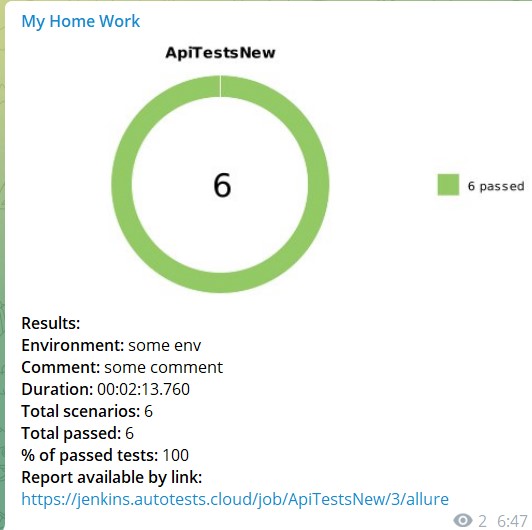 My Home Work
ApiTestsNew
6
6 passed
Results:
Environment: some env
Comment: some comment
Duration: 00:02:13.760
Total scenarios: 6
Total passed: 6
% of passed tests: 100
Report available by link:
https://jenkins.autotests.cloud/job/ApiTestsNew/3/allure
2 6:47